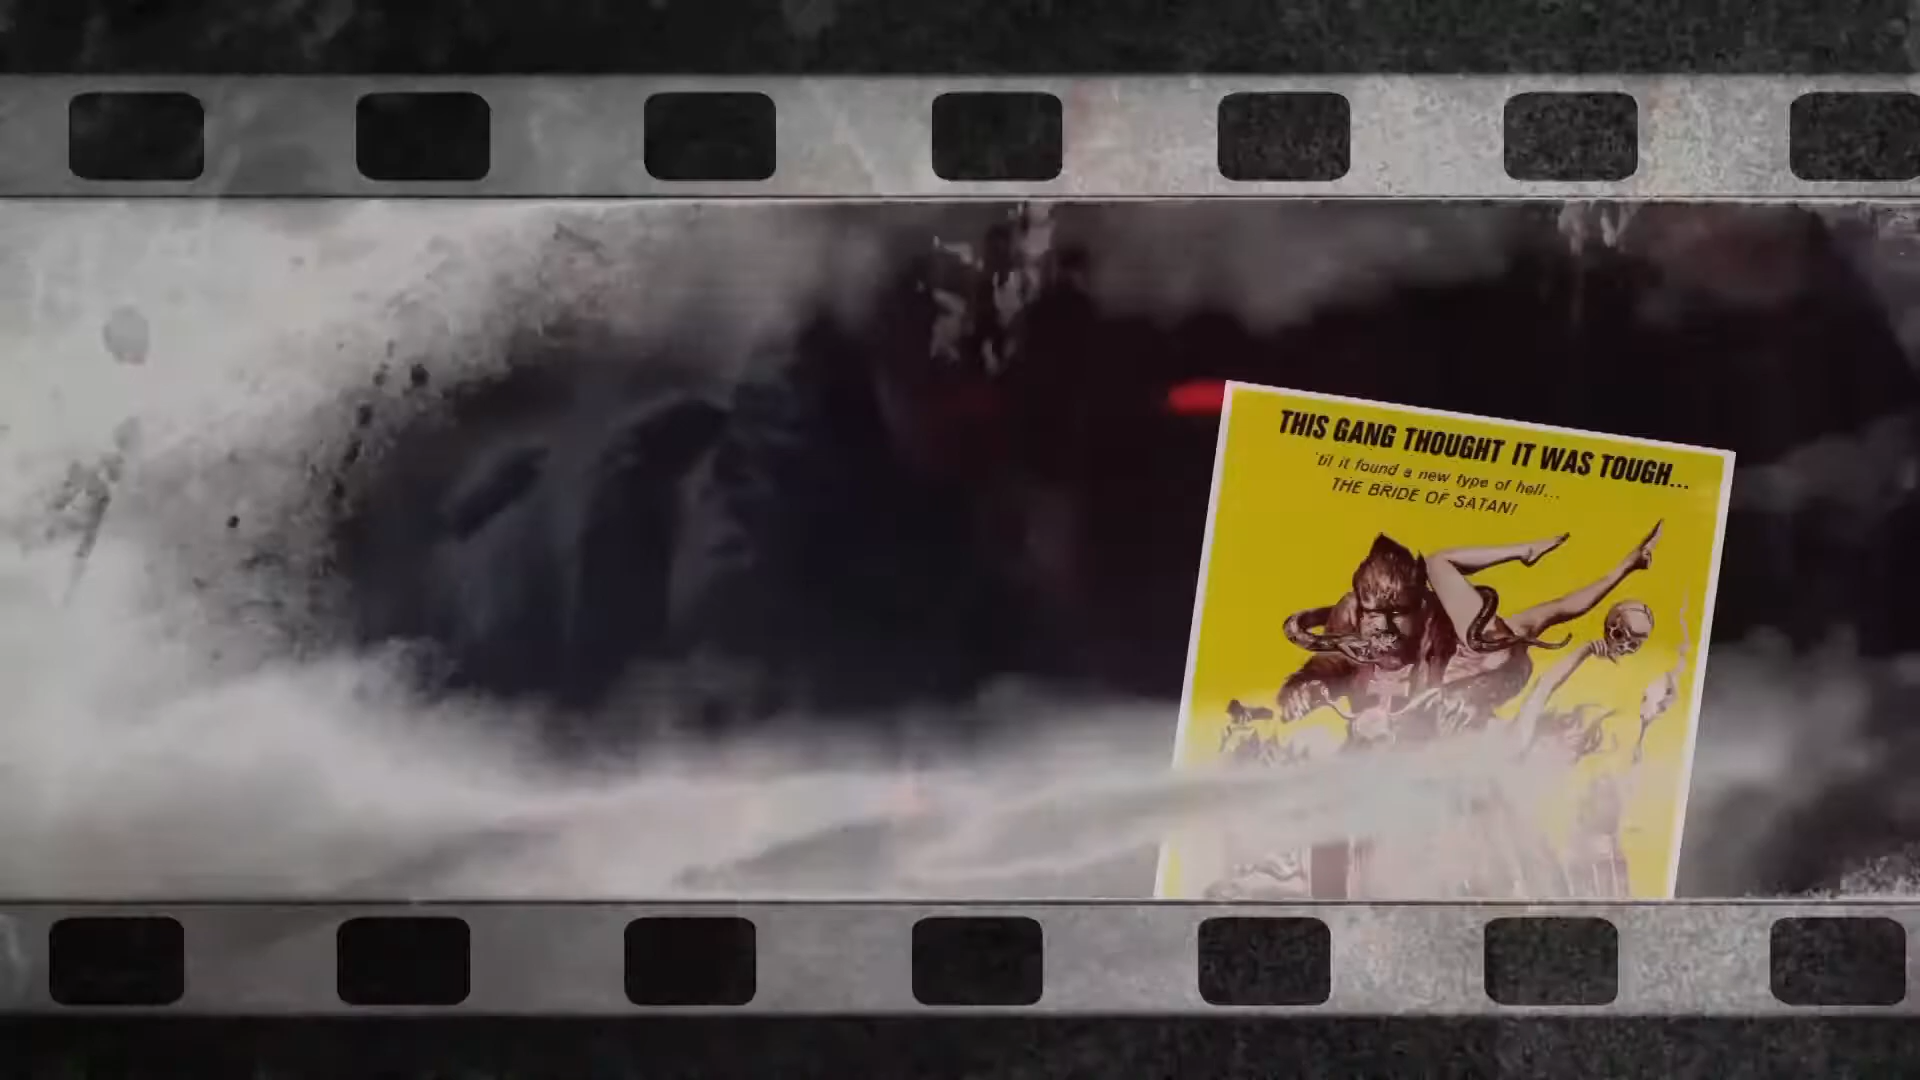 THIS GANG THOUGHT IT WAS TOUGH...
'til it found a new type of hell...
THE BRIDE OF SATAN!